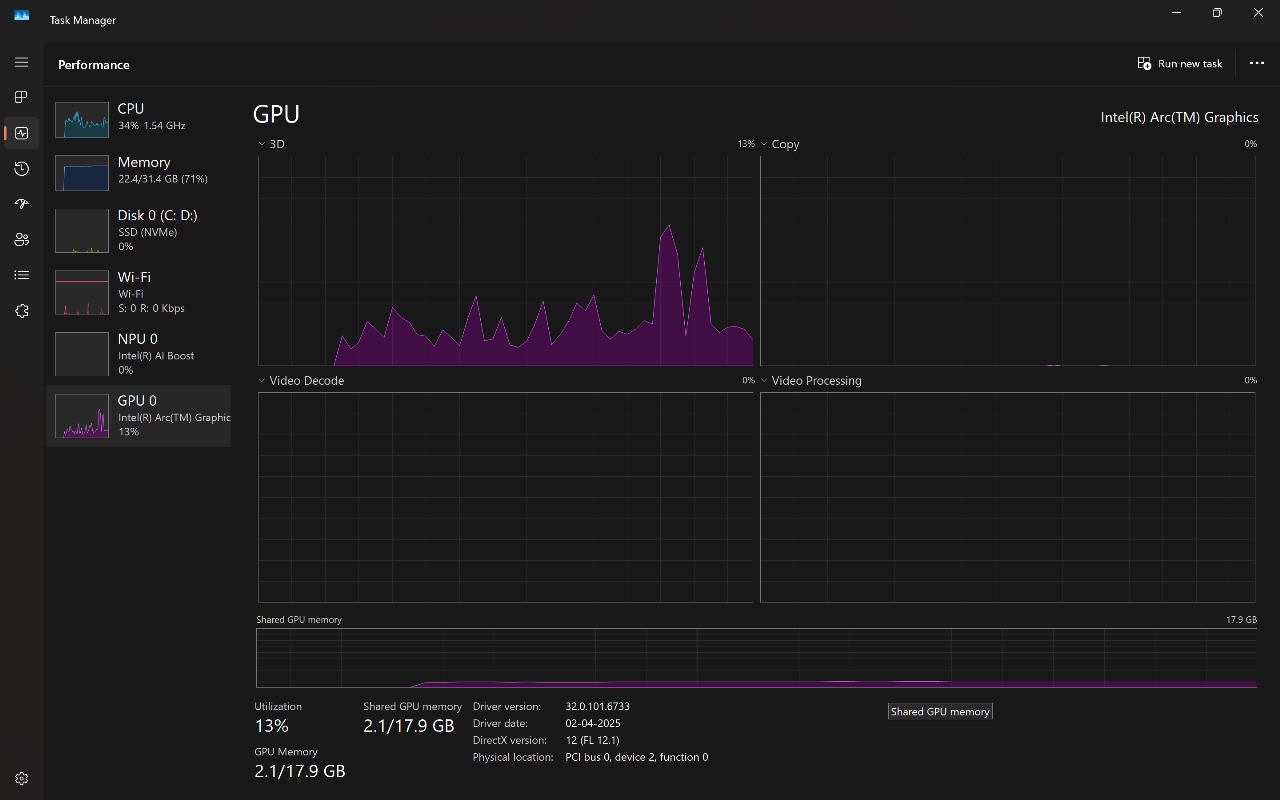 Task Manager
Performance
Run new task
CPU
34% 1.54 GHz
Memory
22.4/31.4 GB (71%)
Disk 0 (C: D:)
SSD (NVMe)
0%
Wi-Fi
Wi-Fi
S: 0 R: 0 Kbps
NPU 0
Intel(R) AI Boost
0%
GPU 0
Intel(R) Arc(TM) Graphic
13%
GPU
Intel(R) Arc(TM) Graphics
3D 13%
Copy 0%
Video Decode 0%
Video Processing 0%
Shared GPU memory 17.9 GB
Utilization
13%
Shared GPU memory
2.1/17.9 GB
GPU Memory
2.1/17.9 GB
Driver version: 32.0.101.6733
Driver date: 02-04-2025
DirectX version: 12 (FL 12.1)
Physical location: PCI bus 0, device 2, function 0
Shared GPU memory